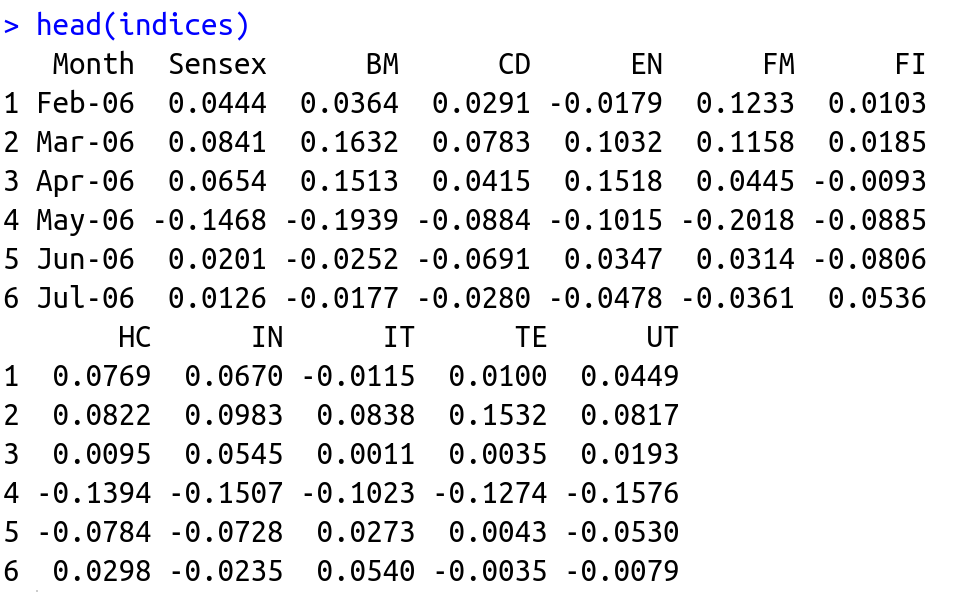 > head(indices)
Month Sensex BM CD EN FM FI
1 Feb-06 0.0444 0.0364 0.0291 -0.0179 0.1233 0.0103
2 Mar-06 0.0841 0.1632 0.0783 0.1032 0.1158 0.0185
3 Apr-06 0.0654 0.1513 0.0415 0.1518 0.0445 -0.0093
4 May-06 -0.1468 -0.1939 -0.0884 -0.1015 -0.2018 -0.0885
5 Jun-06 0.0201 -0.0252 -0.0691 0.0347 0.0314 -0.0806
6 Jul-06 0.0126 -0.0177 -0.0280 -0.0478 -0.0361 0.0536
HC IN IT TE UT
1 0.0769 0.0670 -0.0115 0.0100 0.0449
2 0.0822 0.0983 0.0838 0.1532 0.0817
3 0.0095 0.0545 0.0011 0.0035 0.0193
4 -0.1394 -0.1507 -0.1023 -0.1274 -0.1576
5 -0.0784 -0.0728 0.0273 0.0043 -0.0530
6 0.0298 -0.0235 0.0540 -0.0035 -0.0079